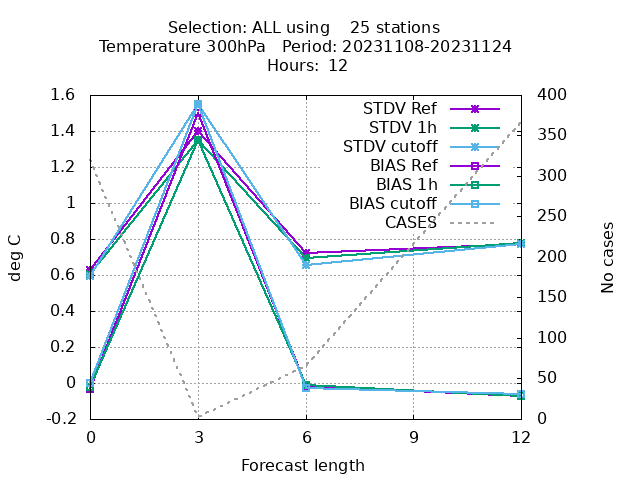 Selection: ALL using    25 stations
Temperature 300hPa   Period: 20231108-20231124
Hours:  12
1.6
1.4
1.2
1
0.8
0.6
0.4
0.2
0
-0.2
deg C
STDV Ref
STDV 1h
STDV cutoff
BIAS Ref
BIAS 1h
BIAS cutoff
CASES
400
350
300
250
200
150
100
50
0
No cases
0
3
6
9
12
Forecast length